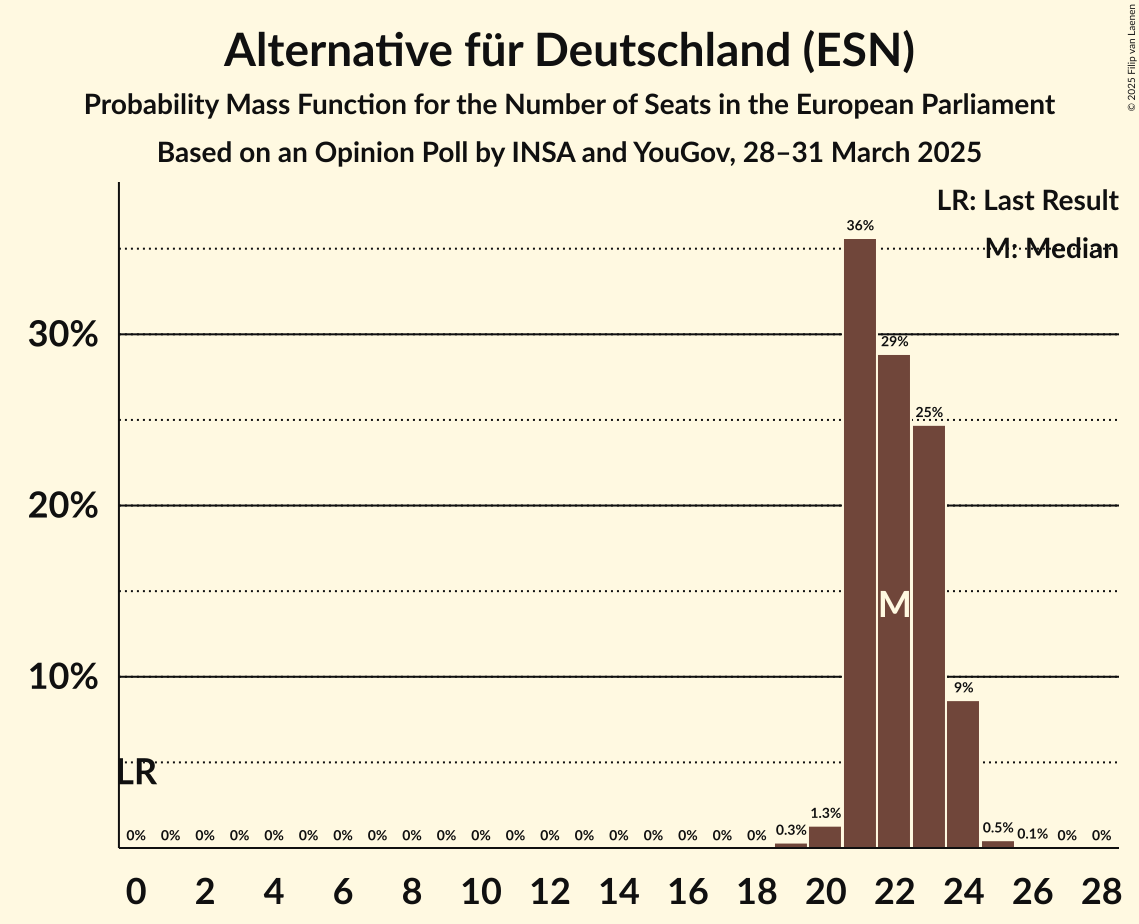 Alternative für Deutschland (ESN)
Probability Mass Function for the Number of Seats in the European Parliament
Based on an Opinion Poll by INSA and YouGov, 28–31 March 2025
© 2025 Filip van Laenen
LR: Last Result
M: Median
30%
20%
10%
36%
29%
25%
M
9%
LR
0% 0% 0% 0% 0% 0% 0% 0% 0% 0% 0% 0% 0% 0% 0% 0% 0% 0% 0% 0.3% 1.3% 0.5% 0.1% 0% 0%
0 2 4 6 8 10 12 14 16 18 20 22 24 26 28